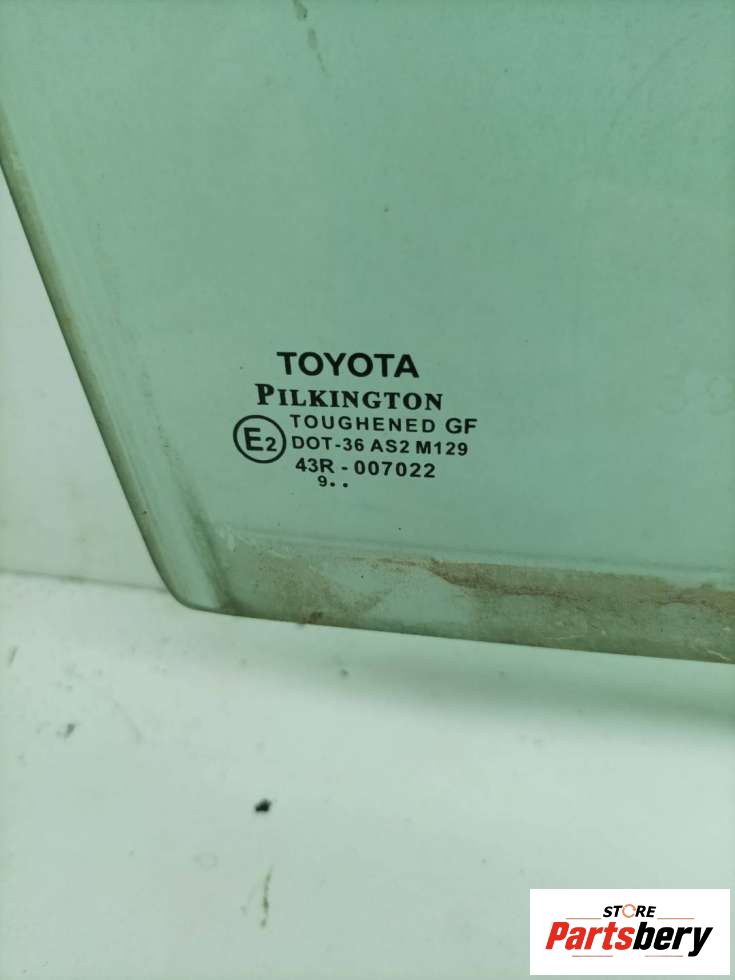 TOYOTA
PILKINGTON
TOUGHENED GF
E2
DOT-36 AS2 M129
43R - 007022
9..
STORE
Partsbery